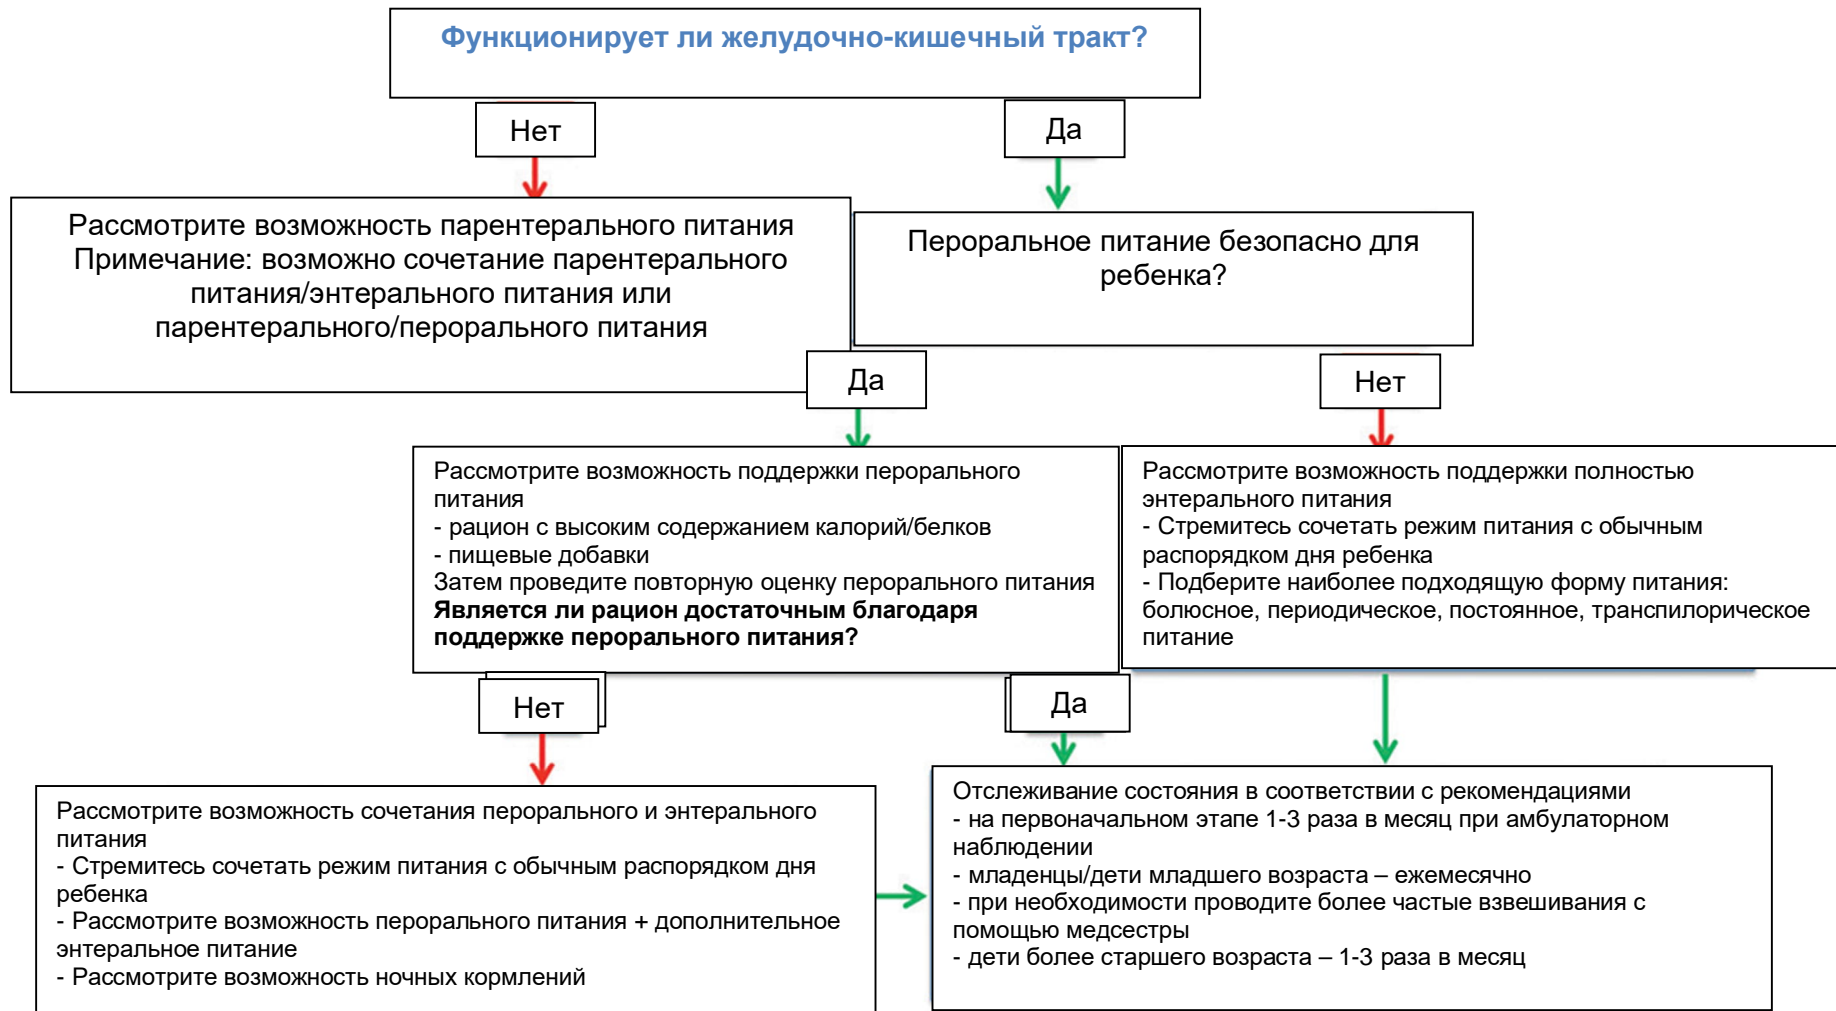 Функционирует ли желудочно-кишечный тракт?
Нет
Да
Рассмотрите возможность парентерального питания
Примечание: возможно сочетание парентерального
питания/энтерального питания или
парентерального/перорального питания
Пероральное питание безопасно для
ребенка?
Да
Нет
Рассмотрите возможность поддержки перорального
питания
- рацион с высоким содержанием калорий/белков
- пищевые добавки
Затем проведите повторную оценку перорального питания
Является ли рацион достаточным благодаря
поддержке перорального питания?
Рассмотрите возможность поддержки полностью
энтерального питания
- Стремитесь сочетать режим питания с обычным
распорядком дня ребенка
- Подберите наиболее подходящую форму питания:
болюсное, периодическое, постоянное, транспилорическое
питание
Нет
Да
Рассмотрите возможность сочетания перорального и энтерального
питания
- Стремитесь сочетать режим питания с обычным распорядком дня
ребенка
- Рассмотрите возможность перорального питания + дополнительное
энтеральное питание
- Рассмотрите возможность ночных кормлений
Отслеживание состояния в соответствии с рекомендациями
- на первоначальном этапе 1-3 раза в месяц при амбулаторном
наблюдении
- младенцы/дети младшего возраста – ежемесячно
- при необходимости проводите более частые взвешивания с
помощью медсестры
- дети более старшего возраста – 1-3 раза в месяц